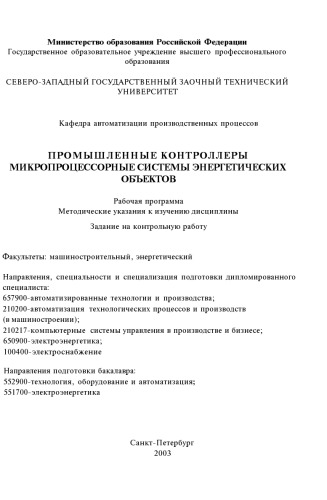 Министерство образования Российской Федерации
Государственное образовательное учреждение высшего профессионального
образования
СЕВЕРО-ЗАПАДНЫЙ ГОСУДАРСТВЕННЫЙ ЗАОЧНЫЙ ТЕХНИЧЕСКИЙ
УНИВЕРСИТЕТ
Кафедра автоматизации производственных процессов
ПРОМЫШЛЕННЫЕ КОНТРОЛЛЕРЫ
МИКРОПРОЦЕССОРНЫЕ СИСТЕМЫ ЭНЕРГЕТИЧЕСКИХ
ОБЪЕКТОВ
Рабочая программа
Методические указания к изучению дисциплины
Задание на контрольную работу
Факультеты: машиностроительный, энергетический
Направления, специальности и специализация подготовки дипломированного
специалиста:
657900-автоматизированные технологии и производства;
210200-автоматизация технологических процессов и производств
(в машиностроении);
210217-компьютерные системы управления в производстве и бизнесе;
650900-электроэнергетика;
100400-электроснабжение
Направления подготовки бакалавра:
552900-технология, оборудование и автоматизация;
551700-электроэнергетика
Санкт-Петербург
2003